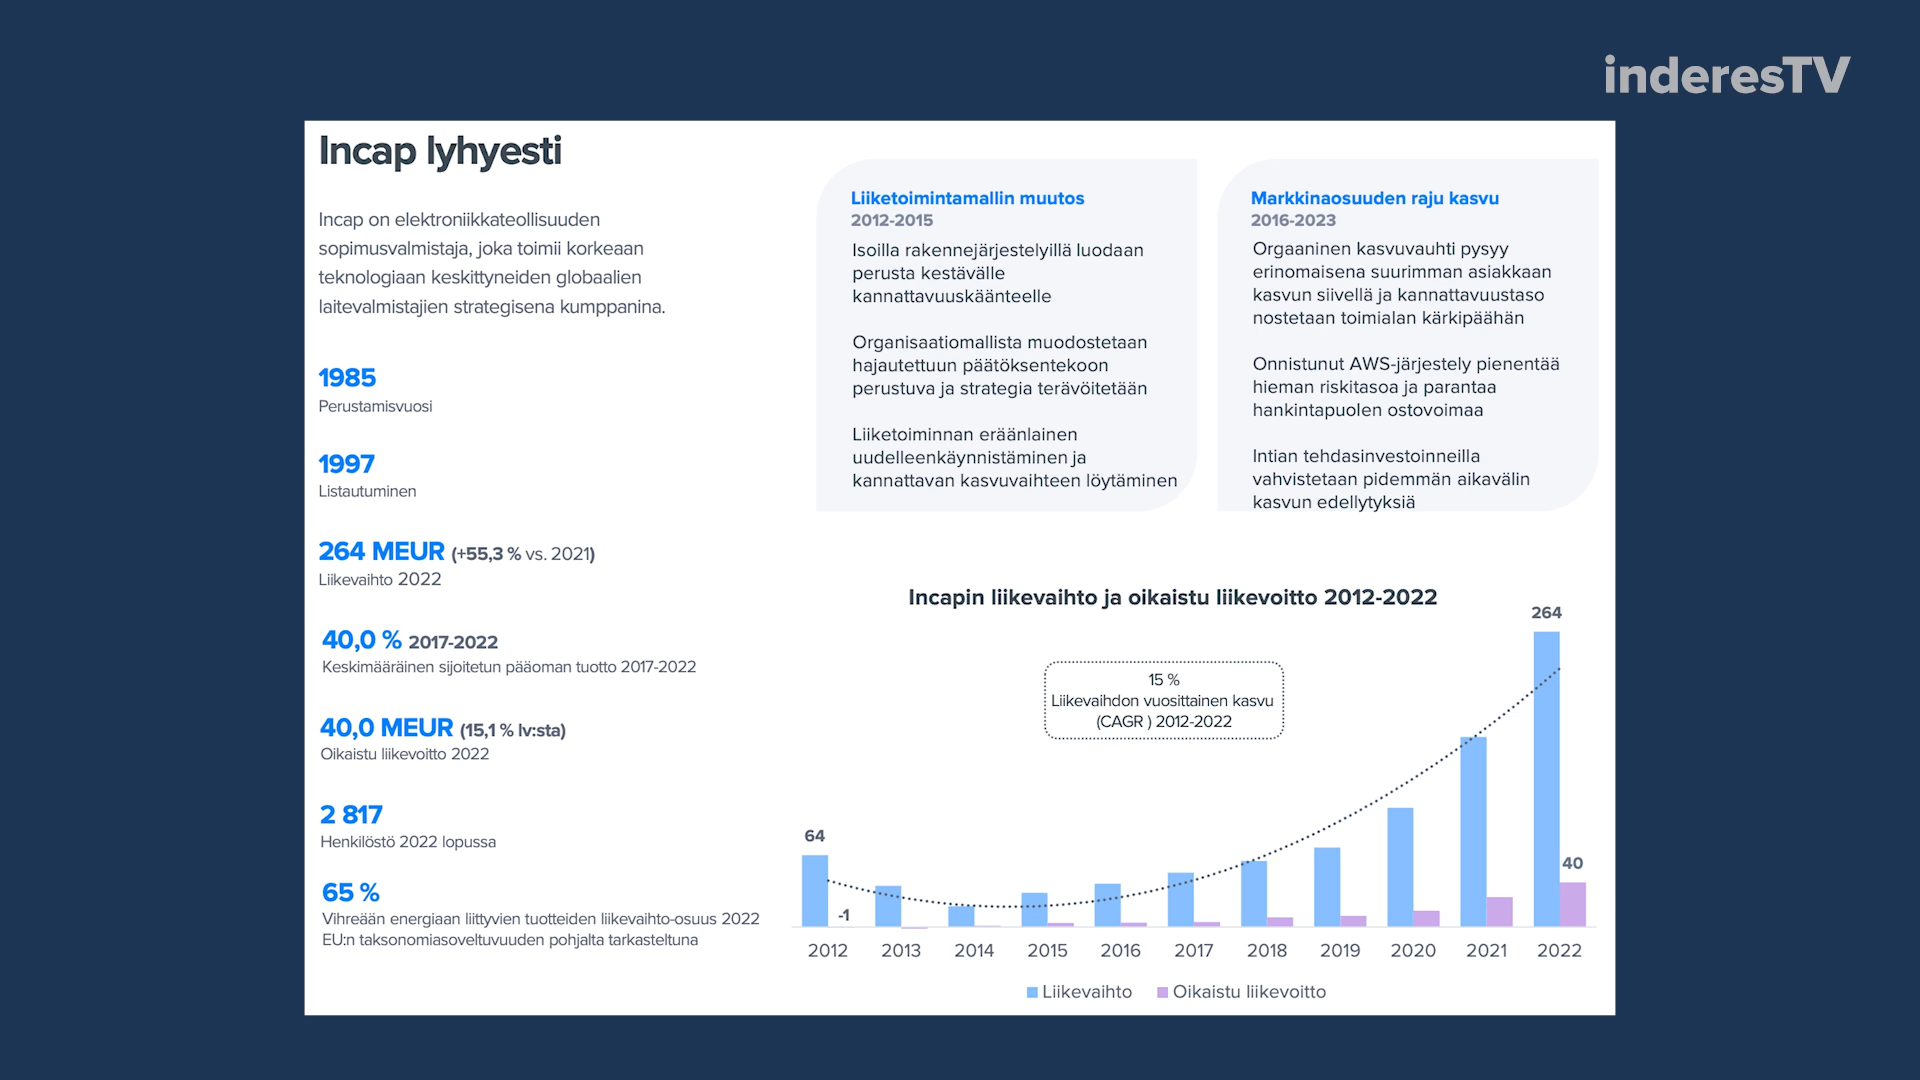 inderesTV
Incap lyhyesti
Incap on elektroniikkateollisuuden
sopimusvalmistaja, joka toimii korkeaan
teknologiaan keskittyneiden globaalien
laitevalmistajien strategisena kumppanina.
1985
Perustamisvuosi
1997
Listautuminen
264 MEUR (+55,3 % vs. 2021)
Liikevaihto 2022
40,0 % 2017-2022
Keskimääräinen sijoitetun pääoman tuotto 2017-2022
40,0 MEUR (15,1 % lv:sta)
Oikaistu liikevoitto 2022
2 817
Henkilöstö 2022 lopussa
65 %
Vihreään energiaan liittyvien tuotteiden liikevaihto-osuus 2022
EU:n taksonomiasoveltuvuuden pohjalta tarkasteltuna
Liiketoimintamallin muutos
2012-2015
Isoilla rakennejärjestelyillä luodaan
perusta kestävälle
kannattavuuskäänteelle
Organisaatiomallista muodostetaan
hajautettuun päätöksentekoon
perustuva ja strategia terävöitetään
Liiketoiminnan eräänlainen
uudelleenkäynnistäminen ja
kannattavan kasvuvaihteen löytäminen
Markkinaosuuden raju kasvu
2016-2023
Orgaaninen kasvuvauhti pysyy
erinomaisena suurimman asiakkaan
kasvun siivellä ja kannattavuustaso
nostetaan toimialan kärkipäähän
Onnistunut AWS-järjestely pienentää
hieman riskitasoa ja parantaa
hankintapuolen ostovoimaa
Intian tehdasinvestoinneilla
vahvistetaan pidemmän aikavälin
kasvun edellytyksiä
Incapin liikevaihto ja oikaistu liikevoitto 2012-2022
264
15 %
Liikevaihdon vuosittainen kasvu
(CAGR ) 2012-2022
64
40
-1
2012 2013 2014 2015 2016 2017 2018 2019 2020 2021 2022
Liikevaihto Oikaistu liikevoitto